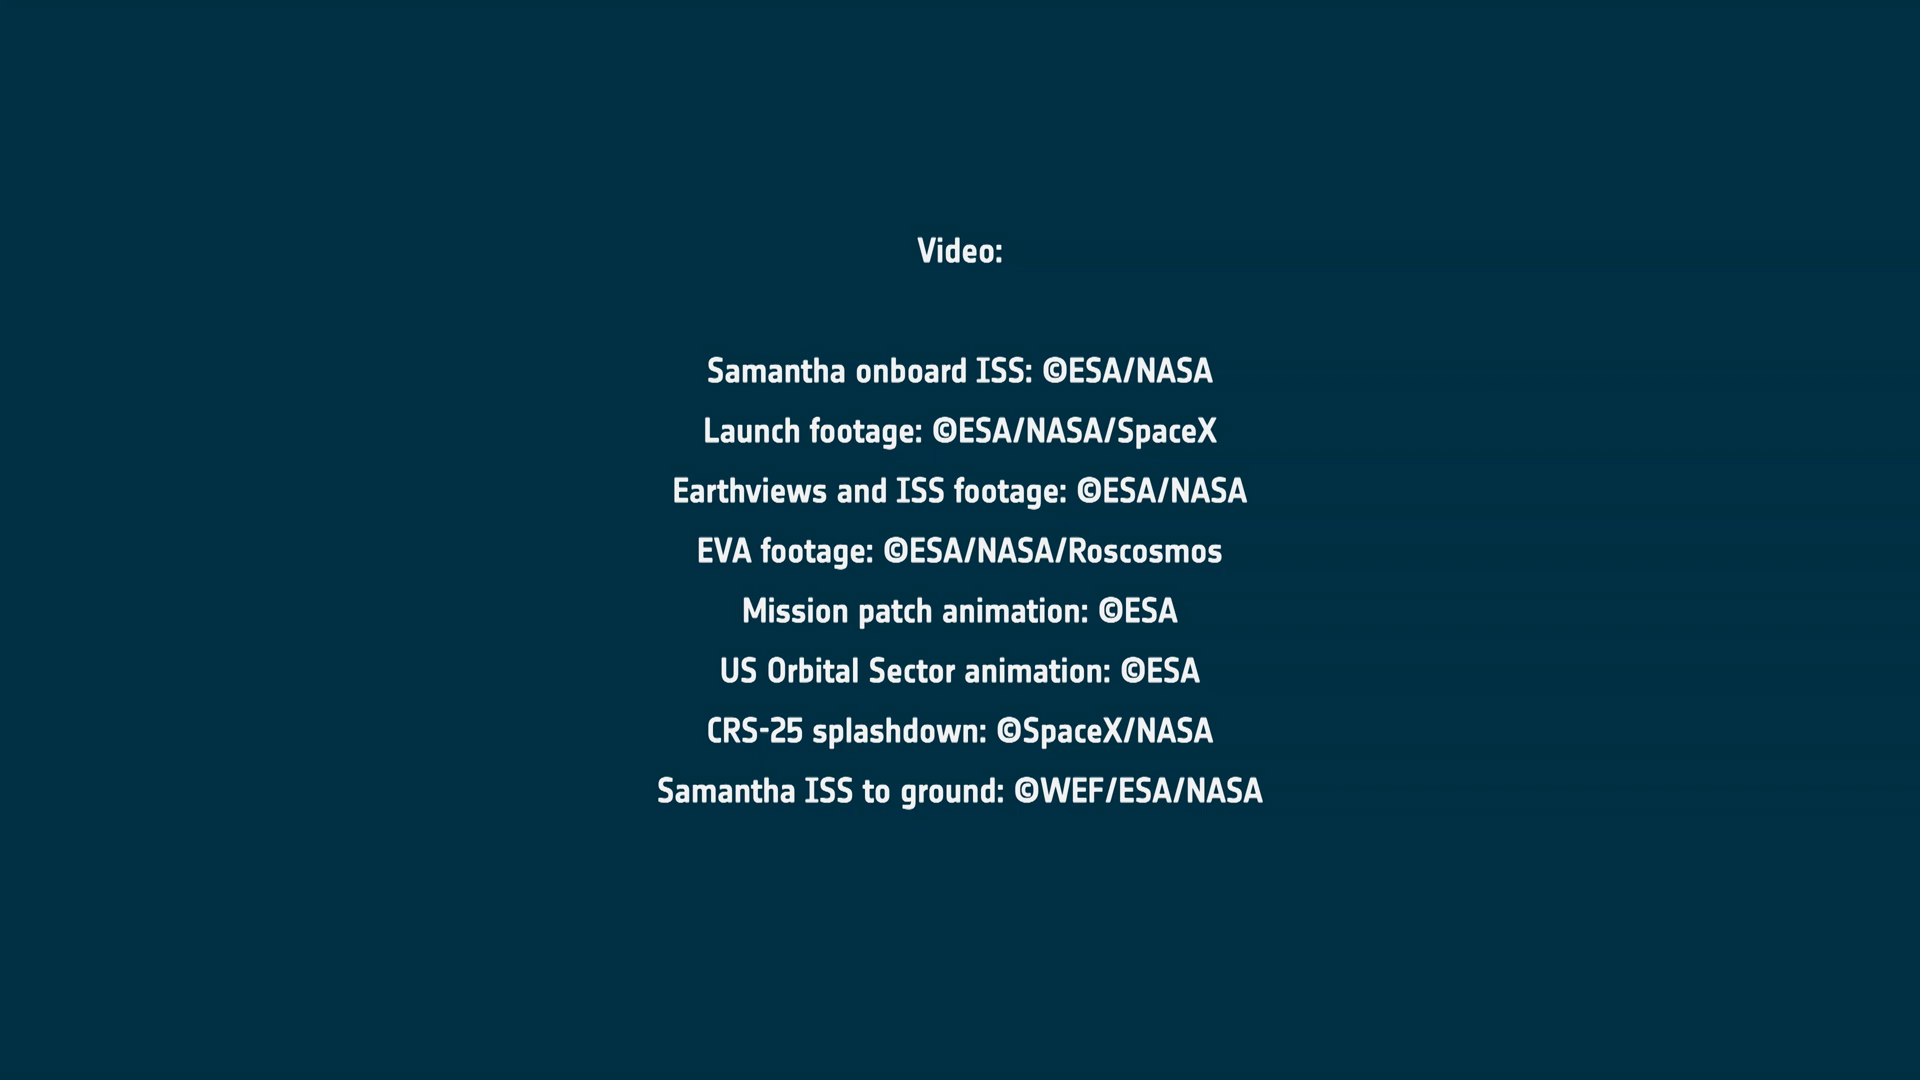 Video:
Samantha onboard ISS: ©ESA/NASA
Launch footage: ©ESA/NASA/SpaceX
Earthviews and ISS footage: ©ESA/NASA
EVA footage: ©ESA/NASA/Roscosmos
Mission patch animation: ©ESA
US Orbital Sector animation: ©ESA
CRS-25 splashdown: ©SpaceX/NASA
Samantha ISS to ground: ©WEF/ESA/NASA